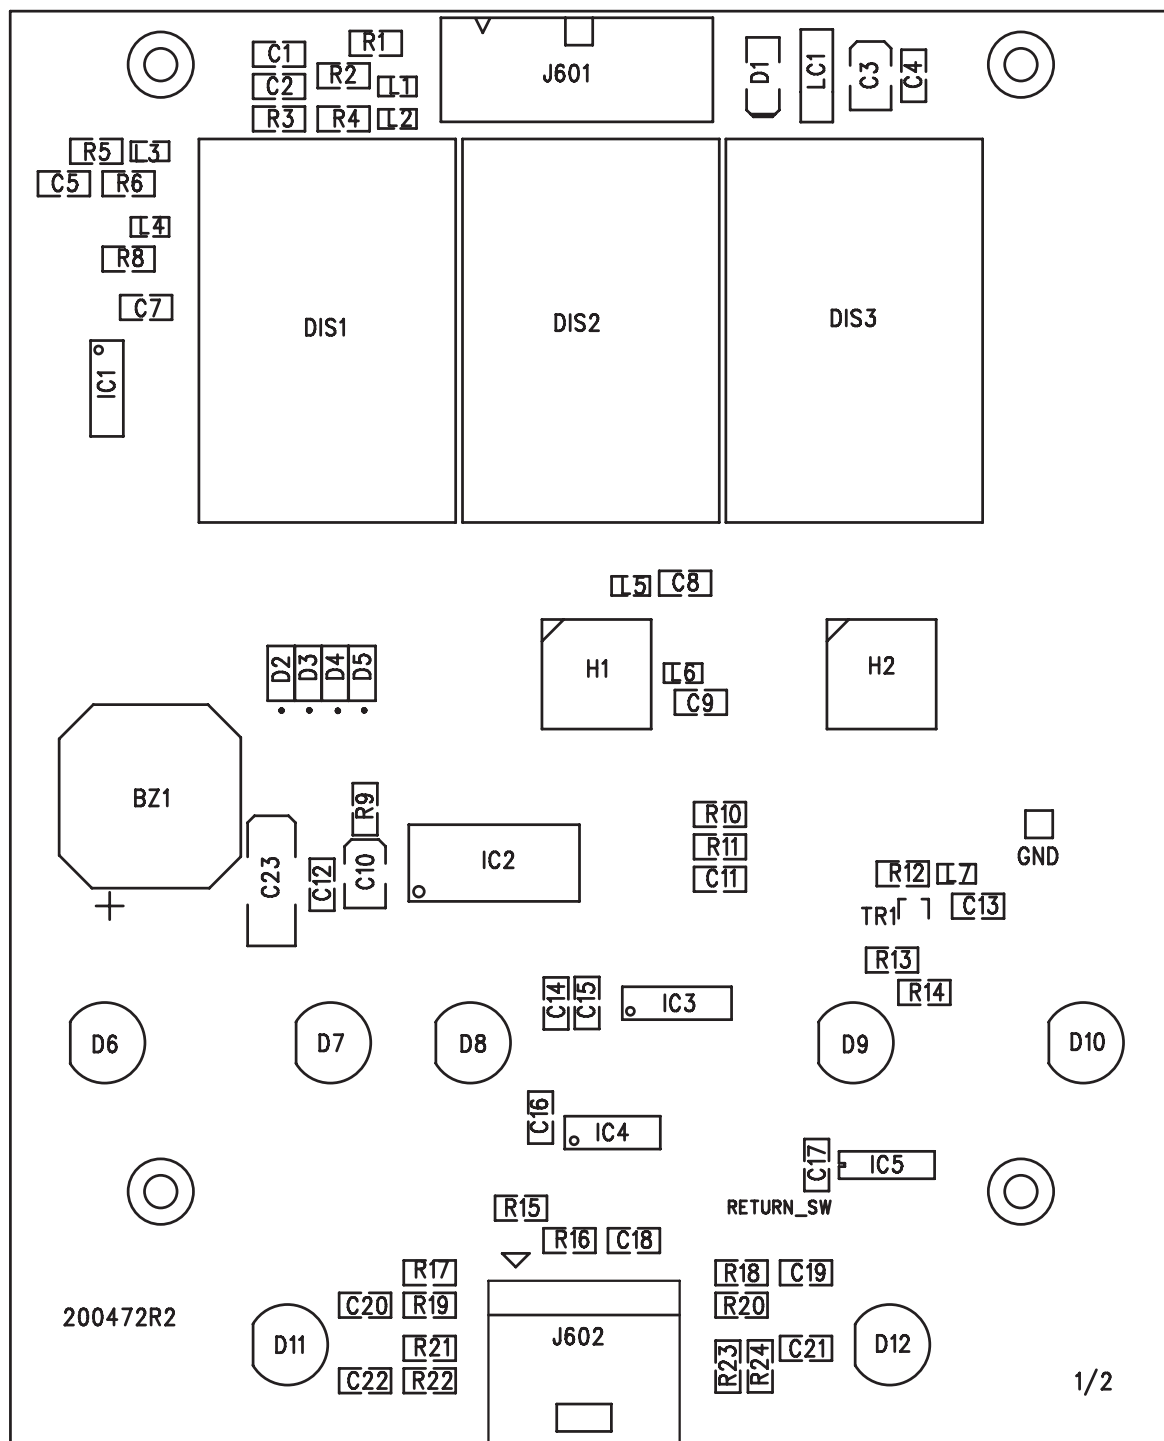 C1
R1
J601
D1
LC1
C3
C4
C2
R2
L1
R3
R4
L2
R5
L3
C5
R6
L4
R8
C7
IC1
DIS1
DIS2
DIS3
L5
C8
D2
D3
D4
D5
H1
L6
C9
H2
BZ1
R9
C23
C12
C10
IC2
R10
R11
C11
GND
R12
L7
TR1
C13
R13
R14
C14
C15
IC3
D6
D7
D8
D9
D10
C16
IC4
C17
IC5
RETURN_SW
R15
R16
C18
R17
R18
C19
C20
R19
R20
200472R2
D11
R21
J602
R23
R24
C21
D12
C22
R22
1/2